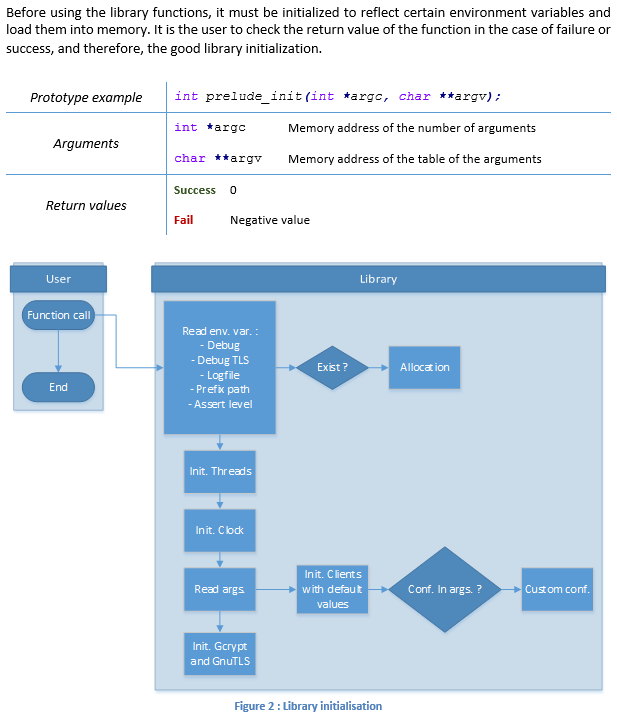 Before using the library functions, it must be initialized to reflect certain environment variables and
load them into memory. It is the user to check the return value of the function in the case of failure or
success, and therefore, the good library initialization.
Prototype example int prelude_init(int *argc, char **argv);
Arguments
int *argc Memory address of the number of arguments
char **argv Memory address of the table of the arguments
Return values
Success 0
Fail Negative value
User
Library
Function call
End
Read env. var. :
- Debug
- Debug TLS
- Logfile
- Prefix path
- Assert level
Exist ?
Allocation
Init. Threads
Init. Clock
Read args.
Init. Clients
with default
values
Conf. In args. ?
Custom conf.
Init. Gcrypt
and GnuTLS
Figure 2 : Library initialisation